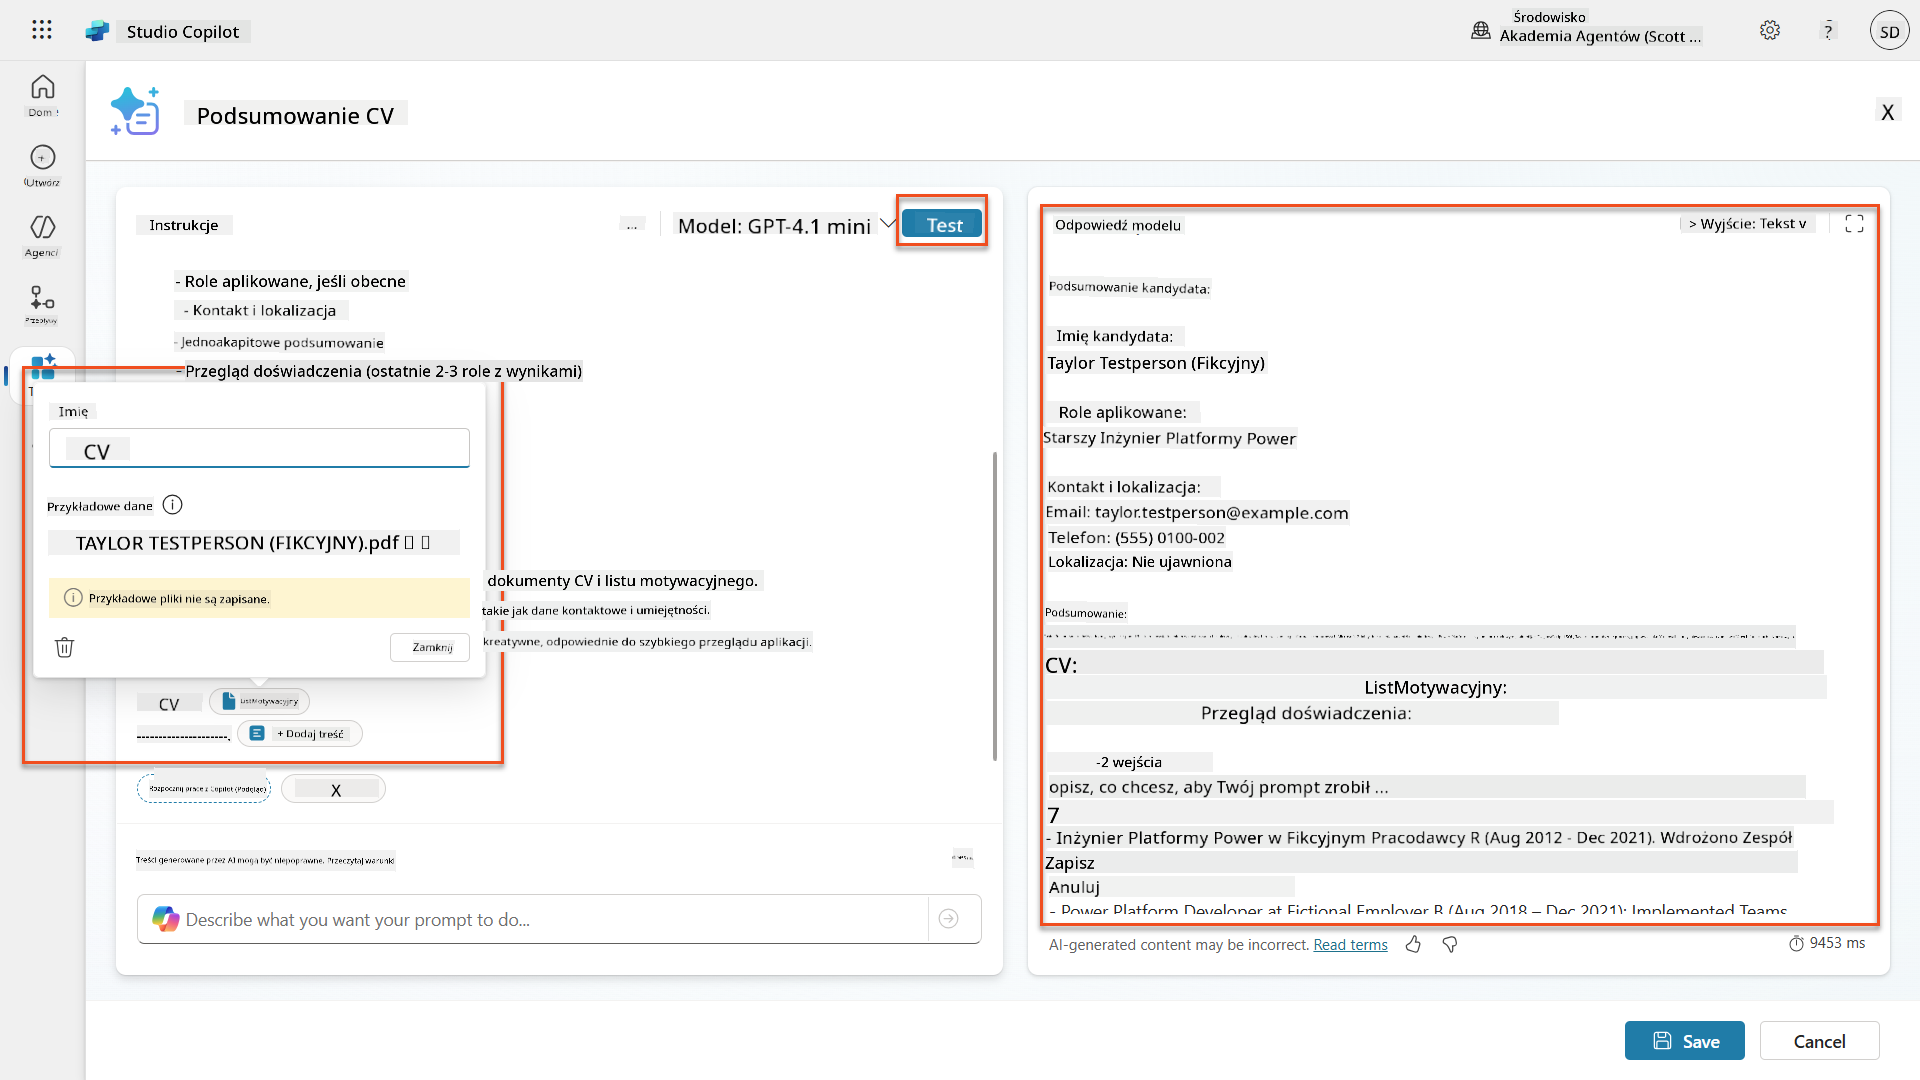 Studio Copilot
Środowisko
Akademia Agentów (Scott ...
?
SD
Dom
Podsumowanie CV
X
(Utwórz
Agenci
Przepływy
Instrukcje
...
Model: GPT-4.1 mini
Test
- Role aplikowane, jeśli obecne
- Kontakt i lokalizacja
- Jednoakapitowe podsumowanie
- Przegląd doświadczenia (ostatnie 2-3 role z wynikami)
Imię
CV
Przykładowe dane
TAYLOR TESTPERSON (FIKCYJNY).pdf
Przykładowe pliki nie są zapisane.
Zamknij
dokumenty CV i listu motywacyjnego.
takie jak dane kontaktowe i umiejętności.
kreatywne, odpowiednie do szybkiego przeglądu aplikacji.
CV
ListMotywacyjny
---------------------.
+ Dodaj treść
Rozpocznij pracę z Copilot (Podgląd)
X
Treści generowane przez AI mogą być niepoprawne. Przeczytaj warunki
Describe what you want your prompt to do...
Odpowiedź modelu
> Wyjście: Tekst v
Podsumowanie kandydata:
Imię kandydata:
Taylor Testperson (Fikcyjny)
Role aplikowane:
Starszy Inżynier Platformy Power
Kontakt i lokalizacja:
Email: taylor.testperson@example.com
Telefon: (555) 0100-002
Lokalizacja: Nie ujawniona
Podsumowanie:
CV:
ListMotywacyjny:
Przegląd doświadczenia:
-2 wejścia
opisz, co chcesz, aby Twój prompt zrobił ...
7
- Inżynier Platformy Power w Fikcyjnym Pracodawcy R (Aug 2012 - Dec 2021). Wdrożono Zespół
Zapisz
Anuluj
- Power Platform Developer at Fictional Employer B (Aug 2018 – Dec 2021): Implemented Teams
AI-generated content may be incorrect. Read terms
9453 ms
Save
Cancel